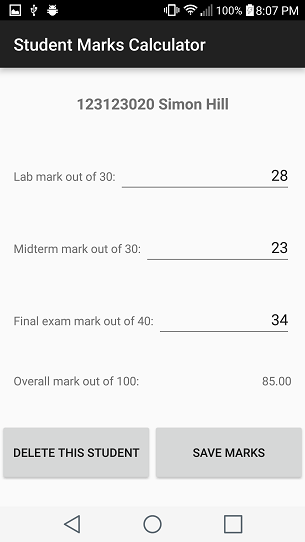 100% 8:07 PM
Student Marks Calculator
123123020 Simon Hill
Lab mark out of 30: 28
Midterm mark out of 30: 23
Final exam mark out of 40: 34
Overall mark out of 100: 85.00
DELETE THIS STUDENT SAVE MARKS